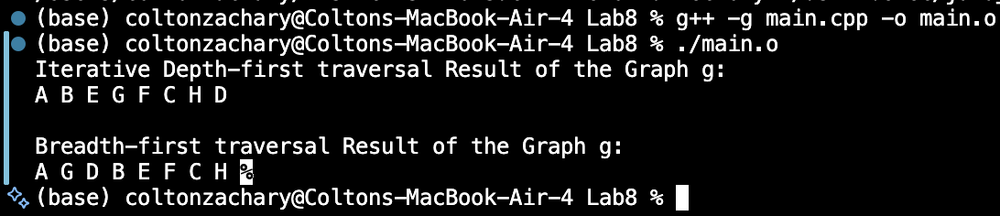 (base) coltonzachary@Coltons-MacBook-Air-4 Lab8 % g++ -g main.cpp -o main.o
(base) coltonzachary@Coltons-MacBook-Air-4 Lab8 % ./main.o
Iterative Depth-first traversal Result of the Graph g:
A B E G F C H D
Breadth-first traversal Result of the Graph g:
A G D B E F C H %
(base) coltonzachary@Coltons-MacBook-Air-4 Lab8 %